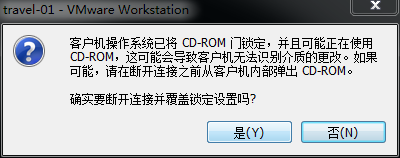 travel-01 - VMware Workstation
客户机操作系统已将 CD-ROM 门锁定，并且可能正在使用
CD-ROM，这可能会导致客户机无法识别介质的更改。如果
可能，请在断开连接之前从客户机内部弹出 CD-ROM。
确实要断开连接并覆盖锁定设置吗?
是(Y)
否(N)